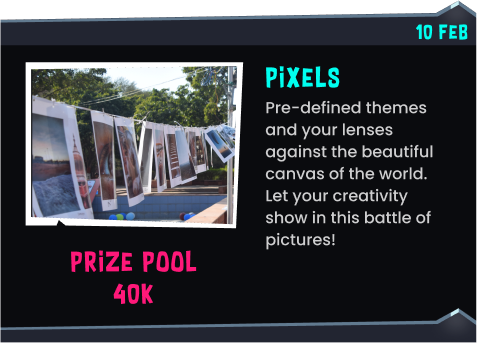 10 FEB
PiXELS
Pre-defined themes
and your lenses
against the beautiful
canvas of the world.
Let your creativity
show in this battle of
pictures!
PRiZE POOL
40K